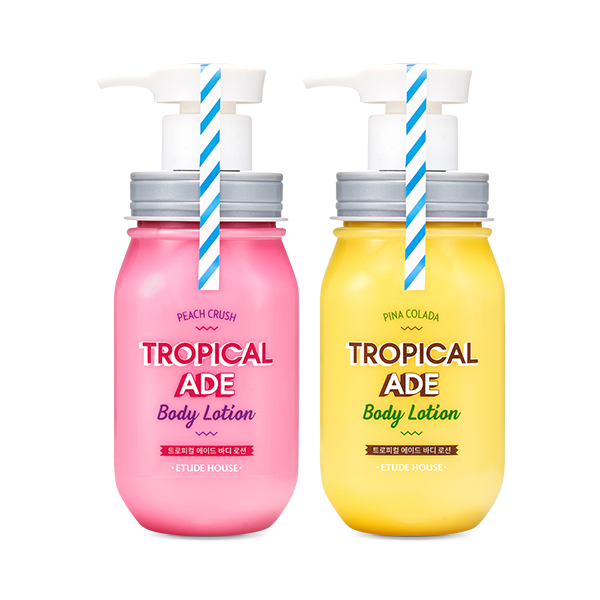 PEACH CRUSH
TROPICAL
ADE
Body Lotion
트로피컬 에이드 바디 로션
· ETUDE HOUSE ·
PINA COLADA
TROPICAL
ADE
Body Lotion
트로피컬 에이드 바디 로션
· ETUDE HOUSE ·